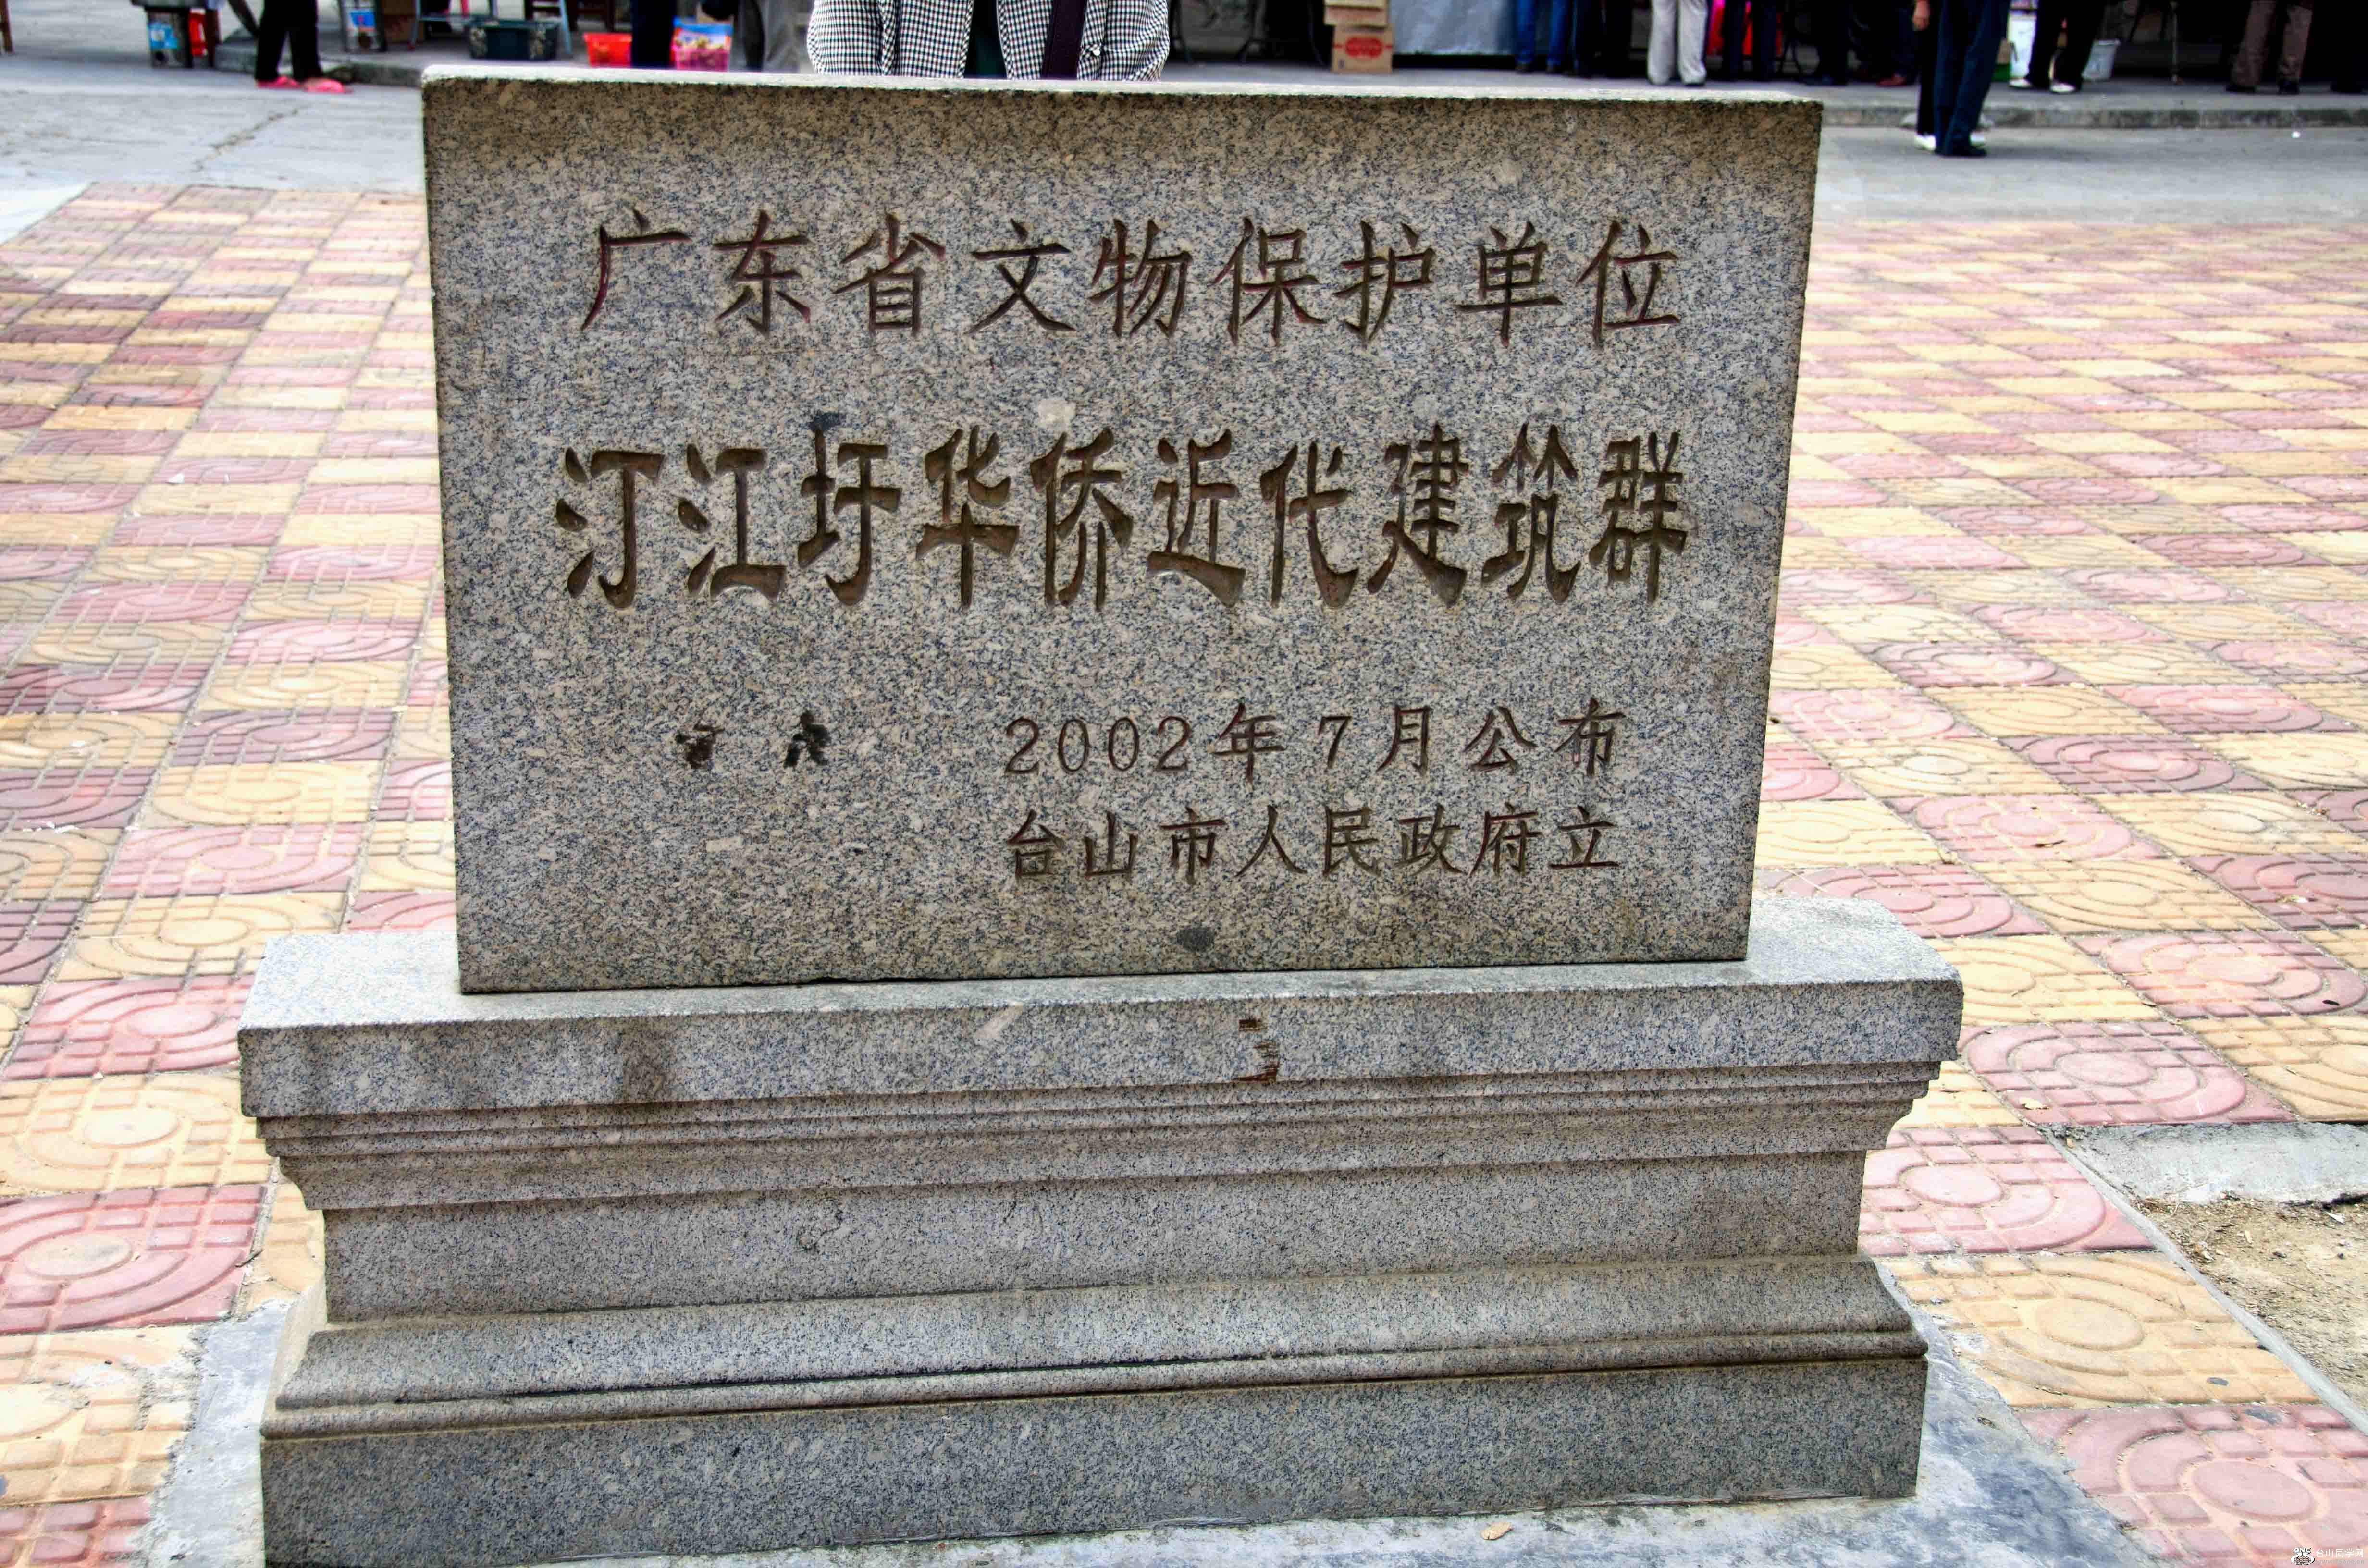 广东省文物保护单位
汀江圩华侨近代建筑群
2002年7月公布
台山市人民政府立